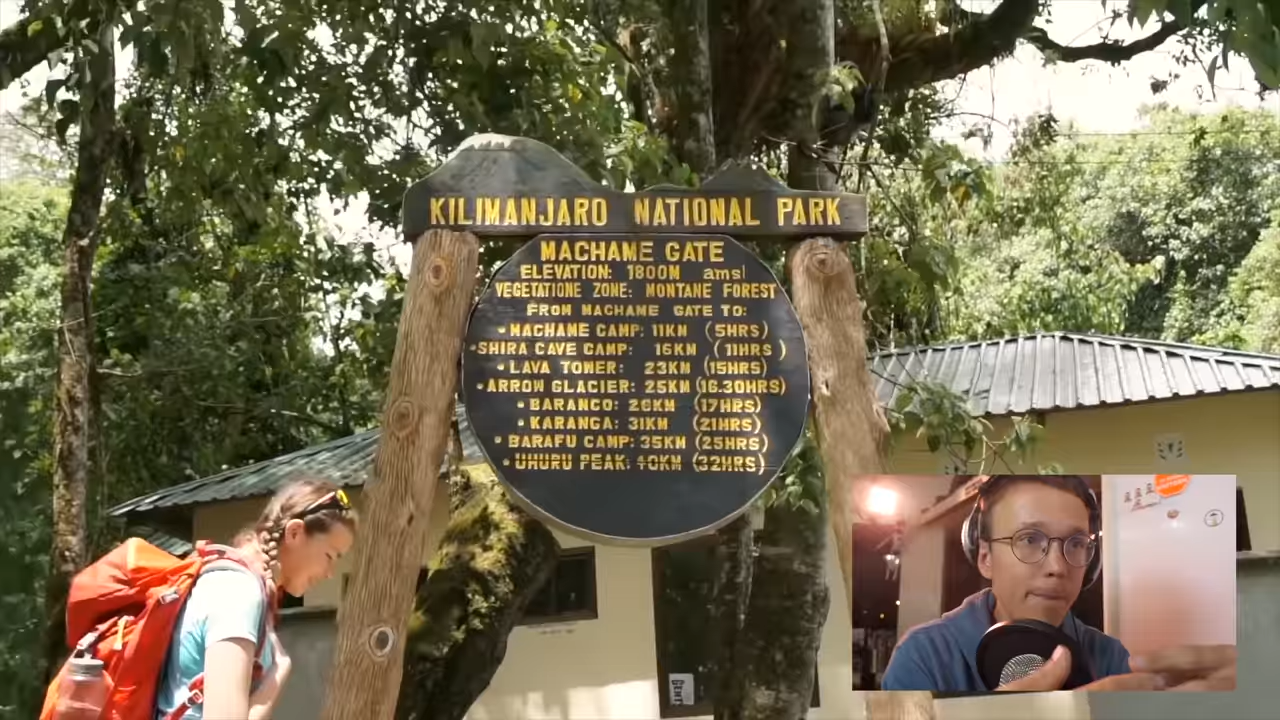 KILIMANJARO NATIONAL PARK
MACHAME GATE
ELEVATION: 1800M amsl
VEGETATIONE ZONE: MONTANE FOREST
FROM MACHAME GATE TO:
• MACHAME CAMP: 11KM (5HRS)
• SHIRA CAVE CAMP: 16KM (11HRS)
• LAVA TOWER: 23KM (15HRS)
• ARROW GLACIER: 25KM (16.30HRS)
• BARANCO: 26KM (17HRS)
• KARANGA: 31KM (21HRS)
• BARAFU CAMP: 35KM (25HRS)
• UHURU PEAK: 40KM (32HRS)